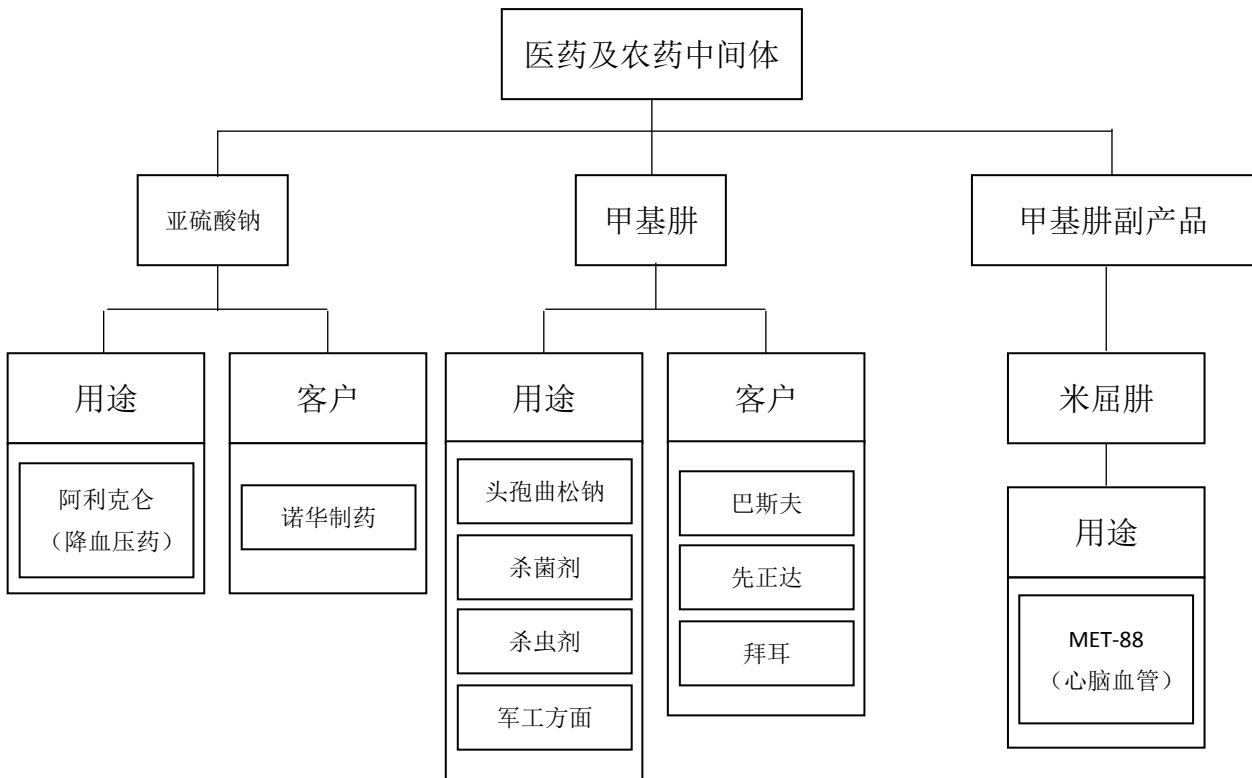 医药及农药中间体
亚硫酸钠
甲基肼
甲基肼副产品
用途
客户
用途
客户
米屈肼
阿利克仑
（降血压药）
诺华制药
头孢曲松钠
杀菌剂
杀虫剂
军工方面
巴斯夫
先正达
拜耳
用途
MET-88
（心脑血管）